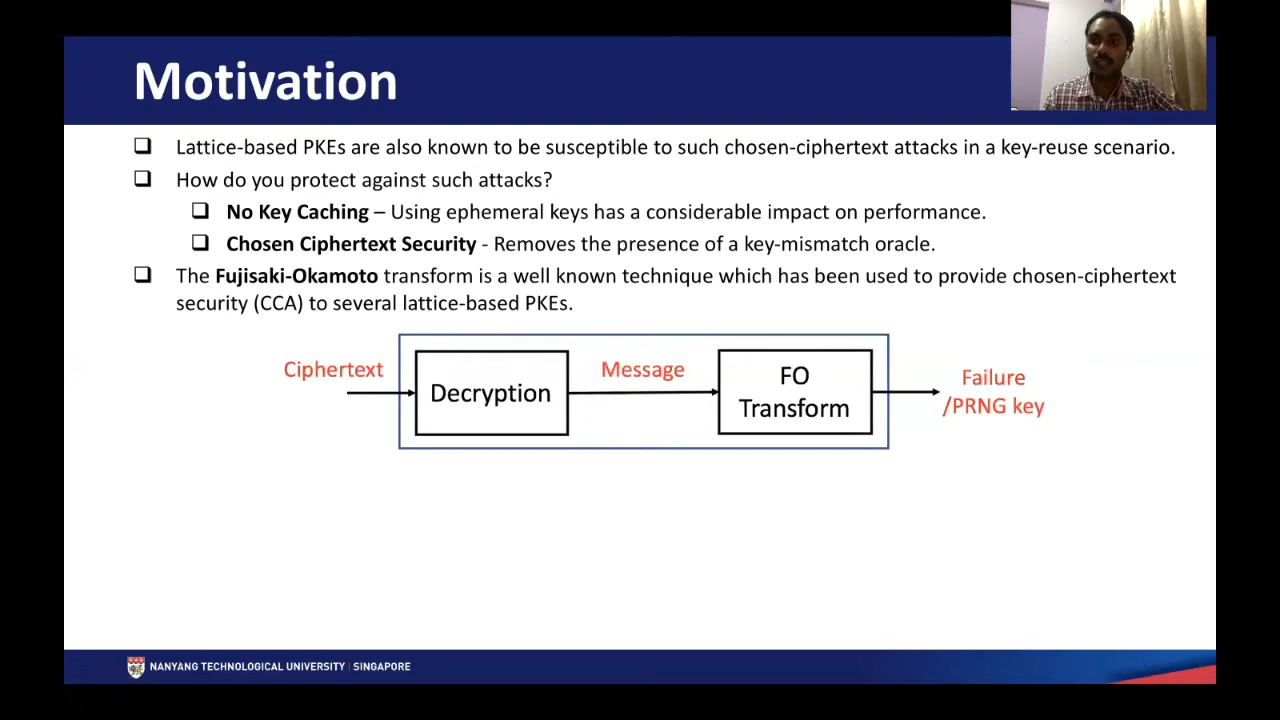 Motivation
❑ Lattice-based PKEs are also known to be susceptible to such chosen-ciphertext attacks in a key-reuse scenario.
❑ How do you protect against such attacks?
❑ No Key Caching – Using ephemeral keys has a considerable impact on performance.
❑ Chosen Ciphertext Security - Removes the presence of a key-mismatch oracle.
❑ The Fujisaki-Okamoto transform is a well known technique which has been used to provide chosen-ciphertext
security (CCA) to several lattice-based PKEs.
Ciphertext
Decryption
Message
FO
Transform
Failure
/PRNG key
NANYANG TECHNOLOGICAL UNIVERSITY | SINGAPORE